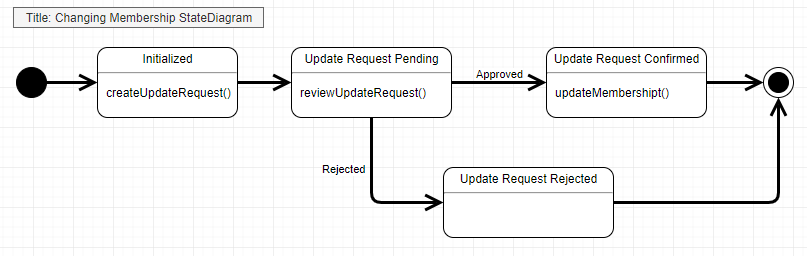 Title: Changing Membership StateDiagram
Initialized
createUpdateRequest()
Update Request Pending
reviewUpdateRequest()
Approved
Update Request Confirmed
updateMembershipt()
Rejected
Update Request Rejected